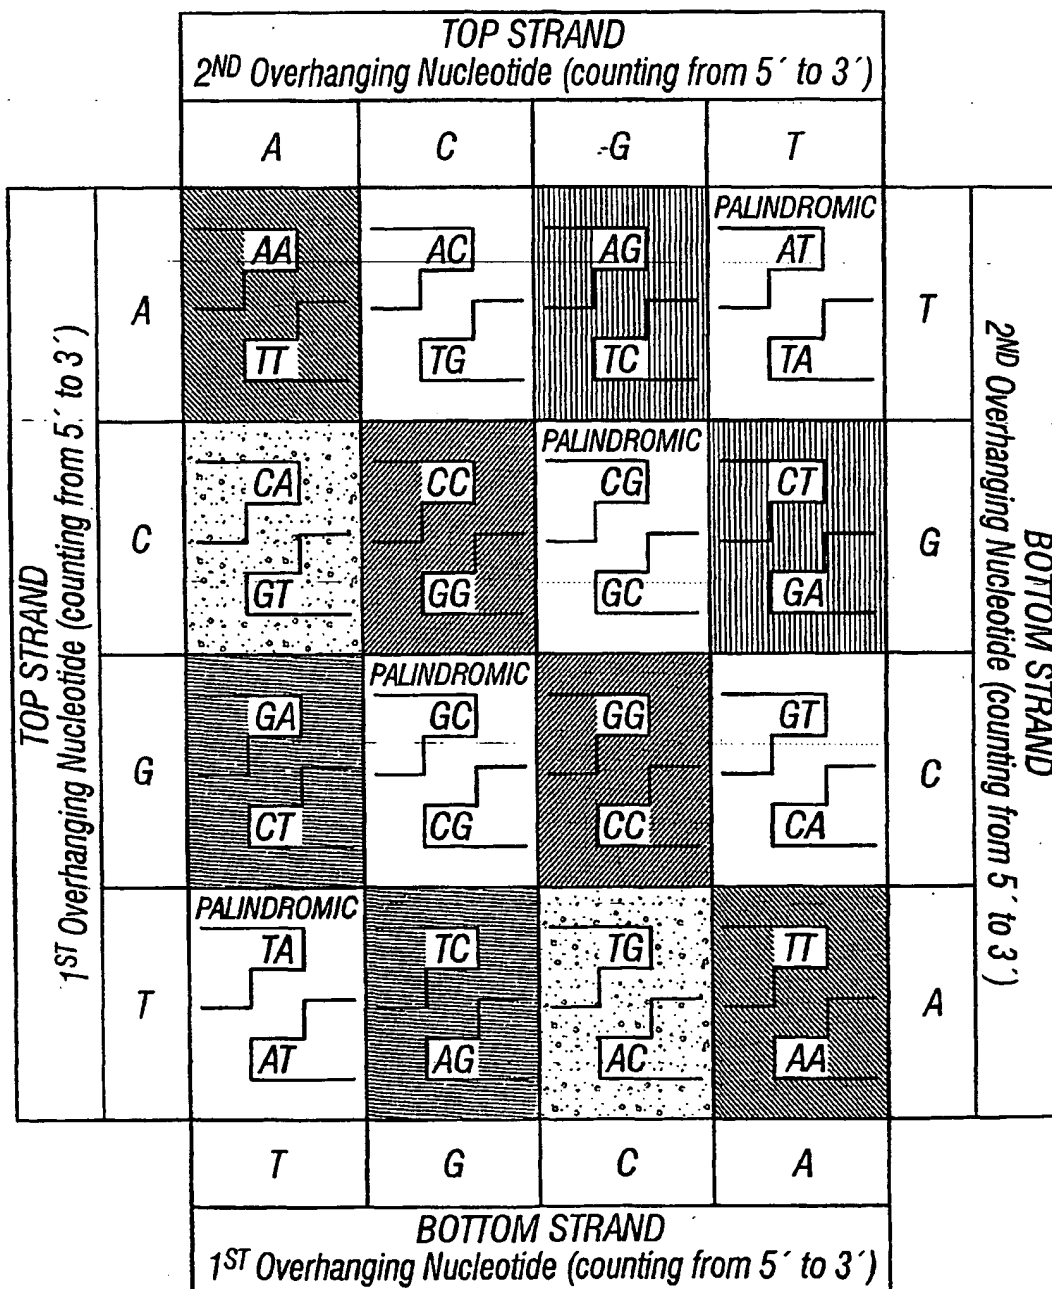 TOP STRAND
2ND Overhanging Nucleotide (counting from 5´ to 3´)
A C G T
TOP STRAND
1ST Overhanging Nucleotide (counting from 5´ to 3´)
A
AA
TT
AC
TG
AG
TC
PALINDROMIC
AT
TA
T
C
CA
GT
CC
GG
PALINDROMIC
CG
GC
CT
GA
G
G
GA
CT
PALINDROMIC
GC
CG
GG
CC
GT
CA
C
T
PALINDROMIC
TA
AT
TC
AG
TG
AC
TT
AA
A
BOTTOM STRAND
2ND Overhanging Nucleotide (counting from 5´ to 3´)
T G C A
BOTTOM STRAND
1ST Overhanging Nucleotide (counting from 5´ to 3´)